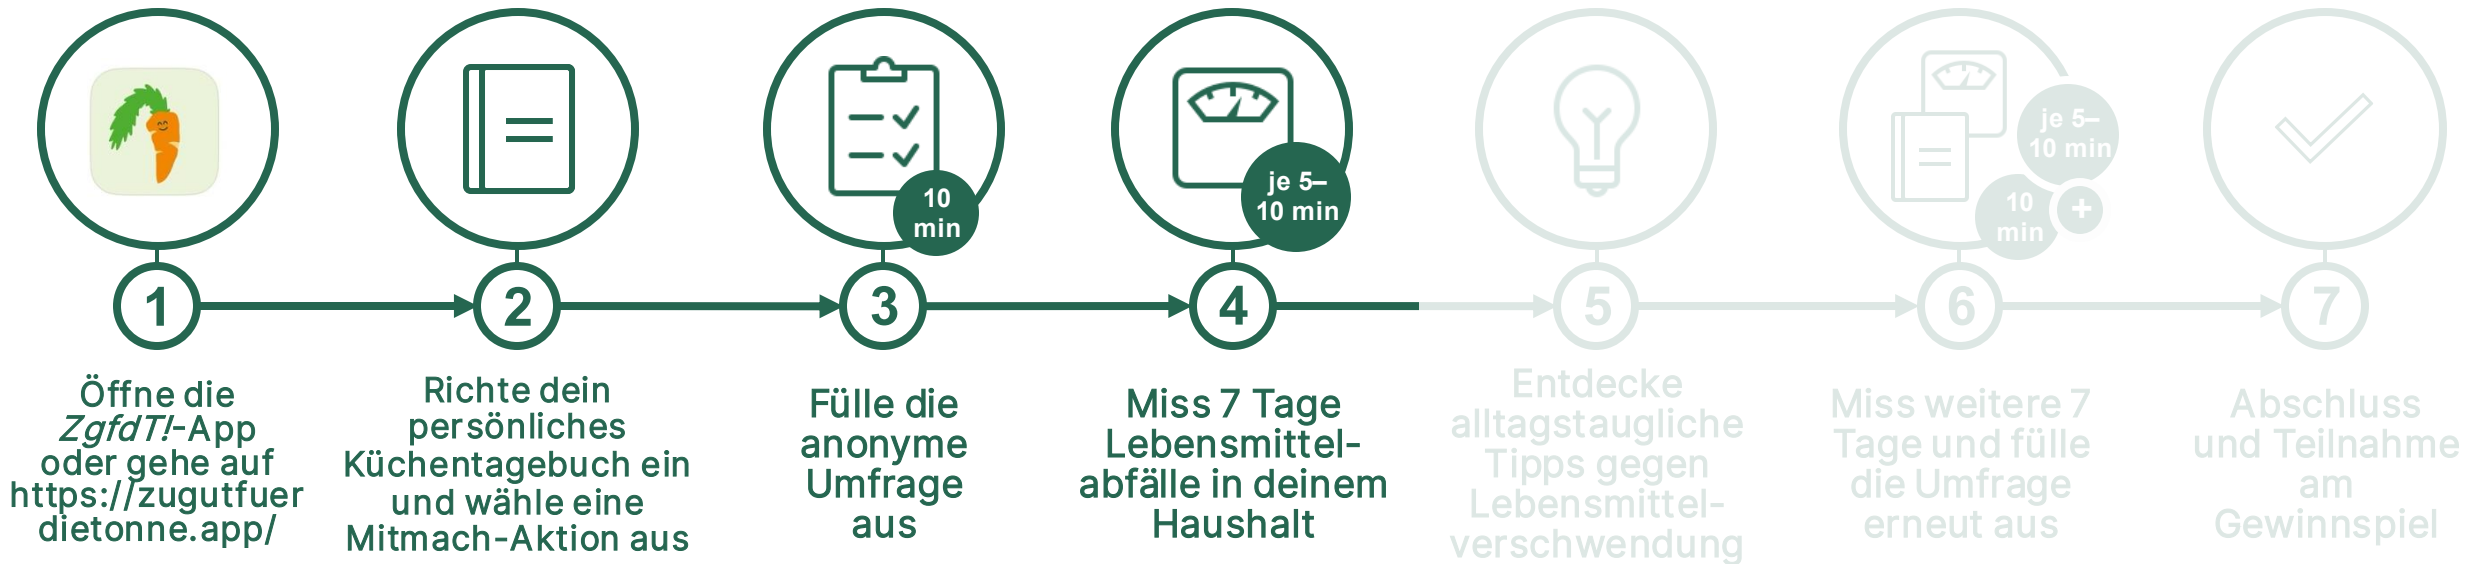 10
min
je 5–
10 min
je 5–
10 min
10
min
+
1
2
3
4
5
6
7
Öffne die
ZgfdT!-App
oder gehe auf
https://zugutfuer
dietonne.app/
Richte dein
persönliches
Küchentagebuch ein
und wähle eine
Mitmach-Aktion aus
Fülle die
anonyme
Umfrage
aus
Miss 7 Tage
Lebensmittel-
abfälle in deinem
Haushalt
Entdecke
alltagstaugliche
Tipps gegen
Lebensmittel-
verschwendung
Miss weitere 7
Tage und fülle
die Umfrage
erneut aus
Abschluss
und Teilnahme
am
Gewinnspiel